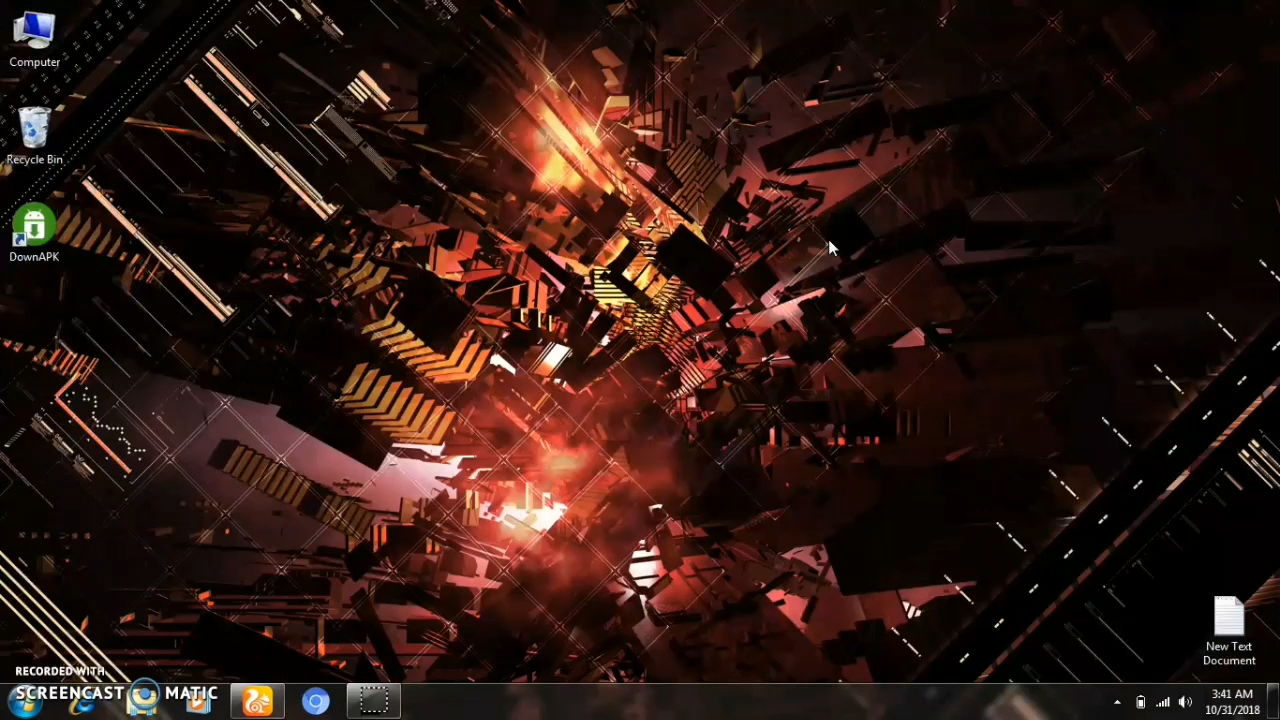 Computer
Recycle Bin
DownAPK
New Text
Document
RECORDED WITH
SCREENCAST MATIC
3:41 AM
10/31/2018